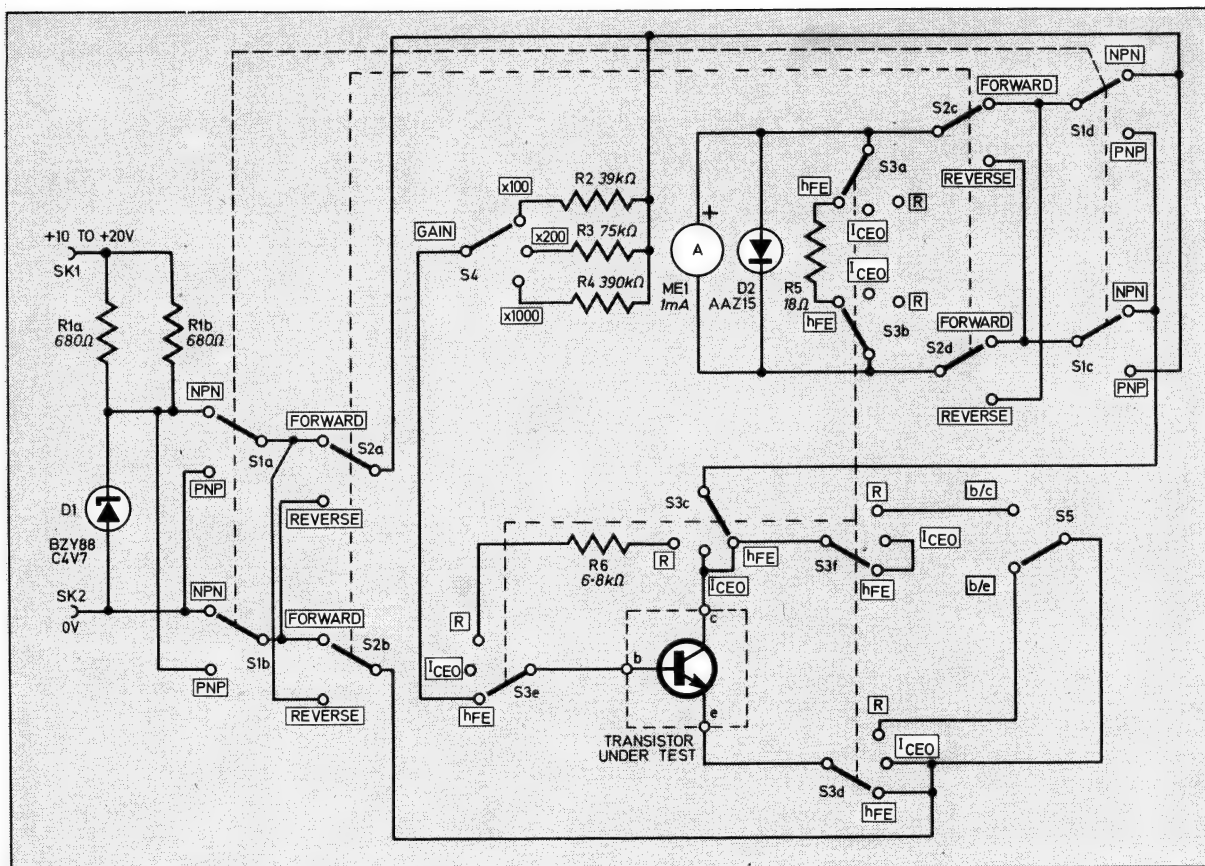 NPN
FORWARD
S2c
S1d
PNP
S3a
REVERSE
hFE
R
ICEO
x100
R2 39kΩ
GAIN
x200
R3 75kΩ
S4
R4 390kΩ
x1000
+
A
ME1
1mA
D2
AAZ15
R5
18Ω
ICEO
R
hFE
S3b
NPN
FORWARD
S2d
S1c
PNP
REVERSE
+10 TO +20V
SK1
R1a
680Ω
R1b
680Ω
NPN
FORWARD
S1a
S2a
PNP
REVERSE
D1
BZY88
C4V7
SK2
0V
NPN
FORWARD
S1b
S2b
PNP
REVERSE
S3c
R
b/c
S5
R6
6·8kΩ
R
hFE
ICEO
S3f
ICEO
hFE
b/e
R
ICEO
S3e
hFE
c
b
e
TRANSISTOR
UNDER TEST
R
ICEO
S3d
hFE